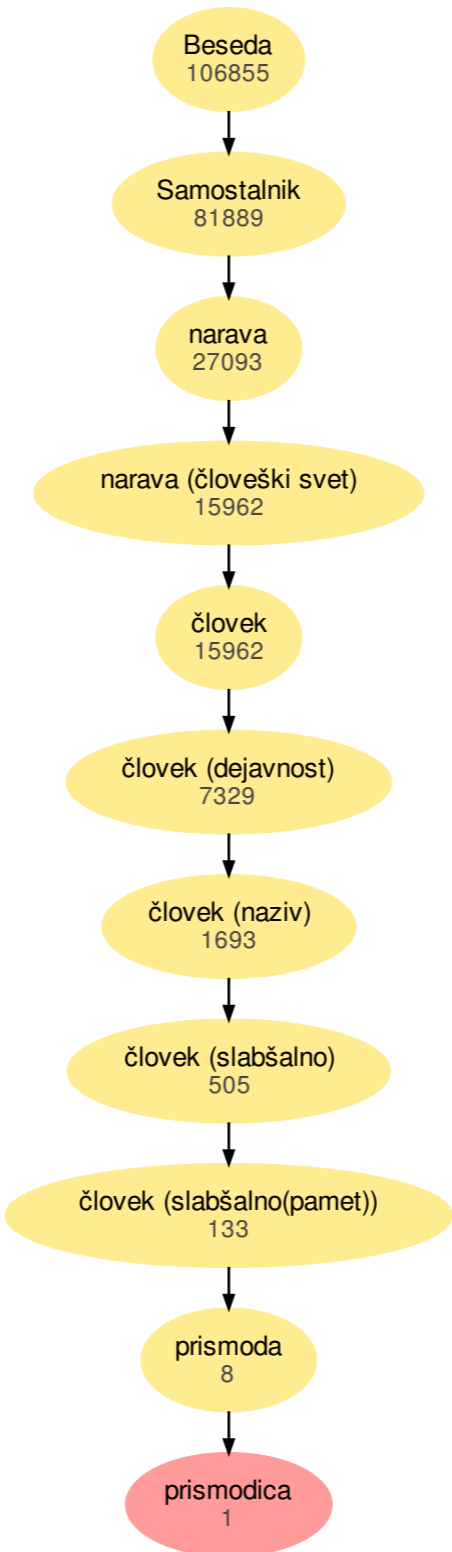 Beseda
106855
Samostalnik
81889
narava
27093
narava (človeški svet)
15962
človek
15962
človek (dejavnost)
7329
človek (naziv)
1693
človek (slabšalno)
505
človek (slabšalno(pamet))
133
prismoda
8
prismodica
1